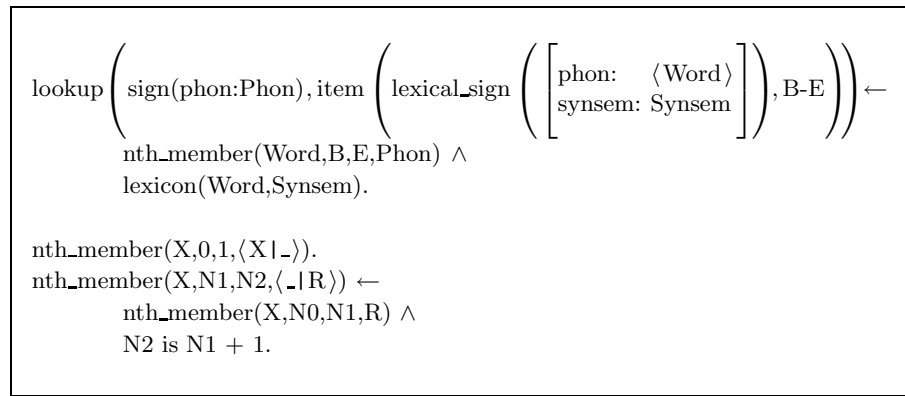 lookup(sign(phon:Phon), item(lexical_sign([phon: ⟨Word⟩
synsem: Synsem]), B-E)) ←
nth_member(Word,B,E,Phon) ∧
lexicon(Word,Synsem).
nth_member(X,0,1,⟨X|_⟩).
nth_member(X,N1,N2,⟨_|R⟩) ←
nth_member(X,N0,N1,R) ∧
N2 is N1 + 1.